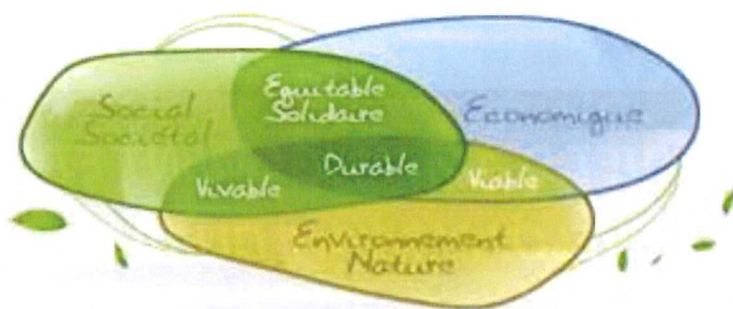 Equitable
Solidaire
Social
Sociétal
Economique
Durable
Vivable
Viable
Environnement
Nature